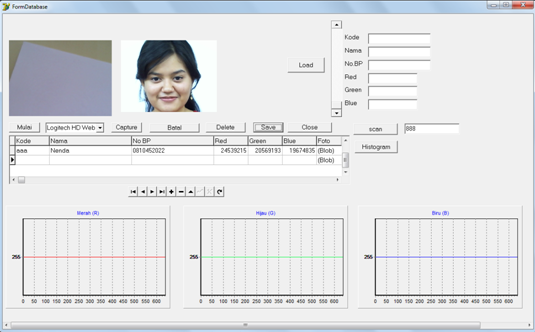 FormDatabase
Kode
Nama
No.BP
Red
Green
Blue
Load
Mulai
Logitech HD Web
Capture
Batal
Delete
Save
Close
scan
888
Histogram
Kode Nama No BP Red Green Blue Foto
aaa Nenda 0810452022 24539215 20569193 19674835 (Blob)
(Blob)
Merah (R)
Hijau (G)
Biru (B)
255
255
255
0 50 100 150 200 250 300 350 400 450 500 550 600
0 50 100 150 200 250 300 350 400 450 500 550 600
0 50 100 150 200 250 300 350 400 450 500 550 600